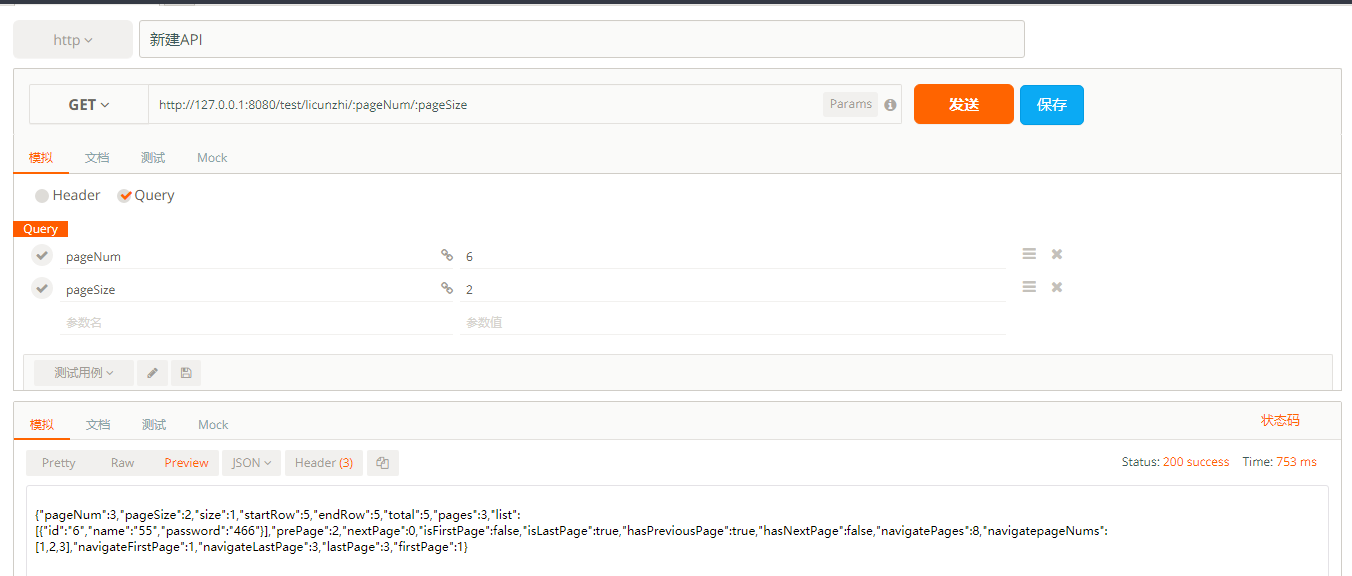 http
新建API
GET
http://127.0.0.1:8080/test/licunzhi/:pageNum/:pageSize
Params
发送
保存
模拟 文档 测试 Mock
Header Query
Query
pageNum 6
pageSize 2
参数名 参数值
测试用例
模拟 文档 测试 Mock
状态码
Pretty Raw Preview JSON Header (3)
Status: 200 success Time: 753 ms
{"pageNum":3,"pageSize":2,"size":1,"startRow":5,"endRow":5,"total":5,"pages":3,"list":
[{"id":"6","name":"55","password":"466"}],"prePage":2,"nextPage":0,"isFirstPage":false,"isLastPage":true,"hasPreviousPage":true,"hasNextPage":false,"navigatePages":8,"navigatepageNums":
[1,2,3],"navigateFirstPage":1,"navigateLastPage":3,"lastPage":3,"firstPage":1}